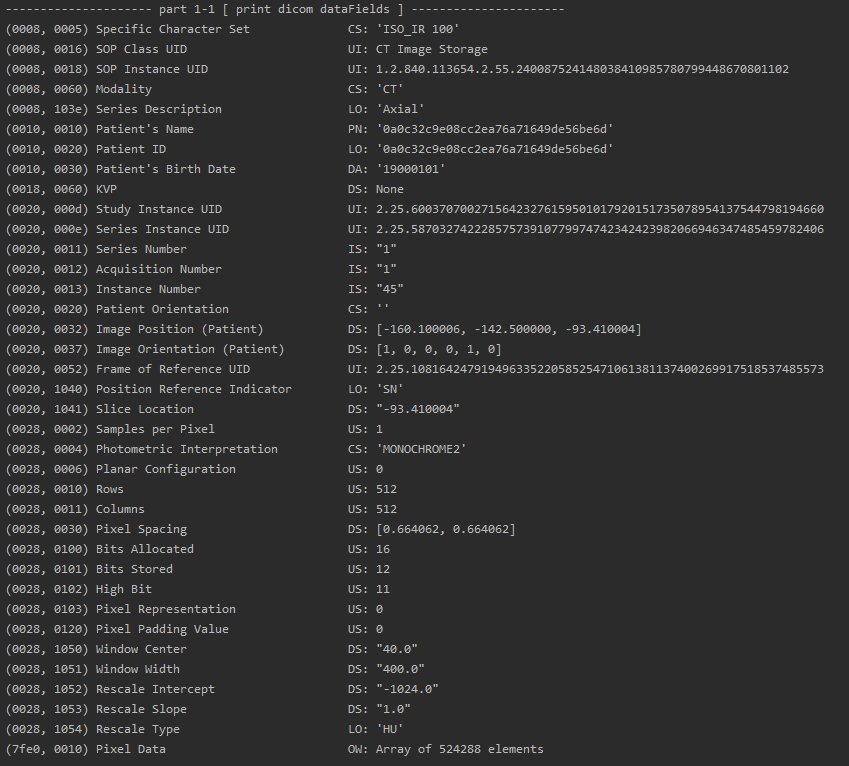 --------------------- part 1-1 [ print dicom dataFields ] ----------------------
(0008, 0005) Specific Character Set CS: 'ISO_IR 100'
(0008, 0016) SOP Class UID UI: CT Image Storage
(0008, 0018) SOP Instance UID UI: 1.2.840.113654.2.55.240087524148038410985780799448670801102
(0008, 0060) Modality CS: 'CT'
(0008, 103e) Series Description LO: 'Axial'
(0010, 0010) Patient's Name PN: '0a0c32c9e08cc2ea76a71649de56be6d'
(0010, 0020) Patient ID LO: '0a0c32c9e08cc2ea76a71649de56be6d'
(0010, 0030) Patient's Birth Date DA: '19000101'
(0018, 0060) KVP DS: None
(0020, 000d) Study Instance UID UI: 2.25.60037070027156423276159501017920151735078954137544798194660
(0020, 000e) Series Instance UID UI: 2.25.58703274222857573910779974742342423982066946347485459782406
(0020, 0011) Series Number IS: "1"
(0020, 0012) Acquisition Number IS: "1"
(0020, 0013) Instance Number IS: "45"
(0020, 0020) Patient Orientation CS: ''
(0020, 0032) Image Position (Patient) DS: [-160.100006, -142.500000, -93.410004]
(0020, 0037) Image Orientation (Patient) DS: [1, 0, 0, 0, 1, 0]
(0020, 0052) Frame of Reference UID UI: 2.25.10816424791949633522058525471061381137400269917518537485573
(0020, 1040) Position Reference Indicator LO: 'SN'
(0020, 1041) Slice Location DS: "-93.410004"
(0028, 0002) Samples per Pixel US: 1
(0028, 0004) Photometric Interpretation CS: 'MONOCHROME2'
(0028, 0006) Planar Configuration US: 0
(0028, 0010) Rows US: 512
(0028, 0011) Columns US: 512
(0028, 0030) Pixel Spacing DS: [0.664062, 0.664062]
(0028, 0100) Bits Allocated US: 16
(0028, 0101) Bits Stored US: 12
(0028, 0102) High Bit US: 11
(0028, 0103) Pixel Representation US: 0
(0028, 0120) Pixel Padding Value US: 0
(0028, 1050) Window Center DS: "40.0"
(0028, 1051) Window Width DS: "400.0"
(0028, 1052) Rescale Intercept DS: "-1024.0"
(0028, 1053) Rescale Slope DS: "1.0"
(0028, 1054) Rescale Type LO: 'HU'
(7fe0, 0010) Pixel Data OW: Array of 524288 elements